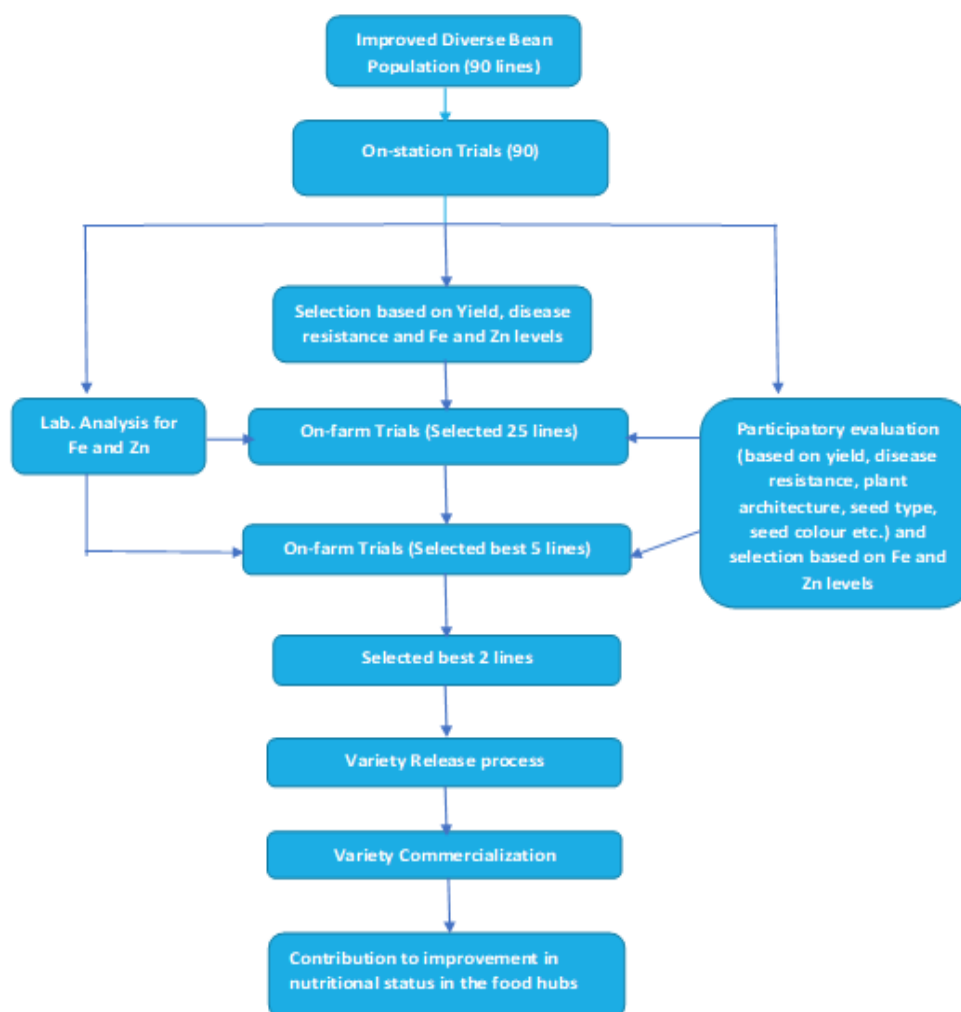 Improved Diverse Bean
Population (90 lines)
On-station Trials (90)
Selection based on Yield, disease
resistance and Fe and Zn levels
Lab. Analysis for
Fe and Zn
On-farm Trials (Selected 25 lines)
Participatory evaluation
(based on yield, disease
resistance, plant
architecture, seed type,
seed colour etc.) and
selection based on Fe and
Zn levels
On-farm Trials (Selected best 5 lines)
Selected best 2 lines
Variety Release process
Variety Commercialization
Contribution to improvement in
nutritional status in the food hubs